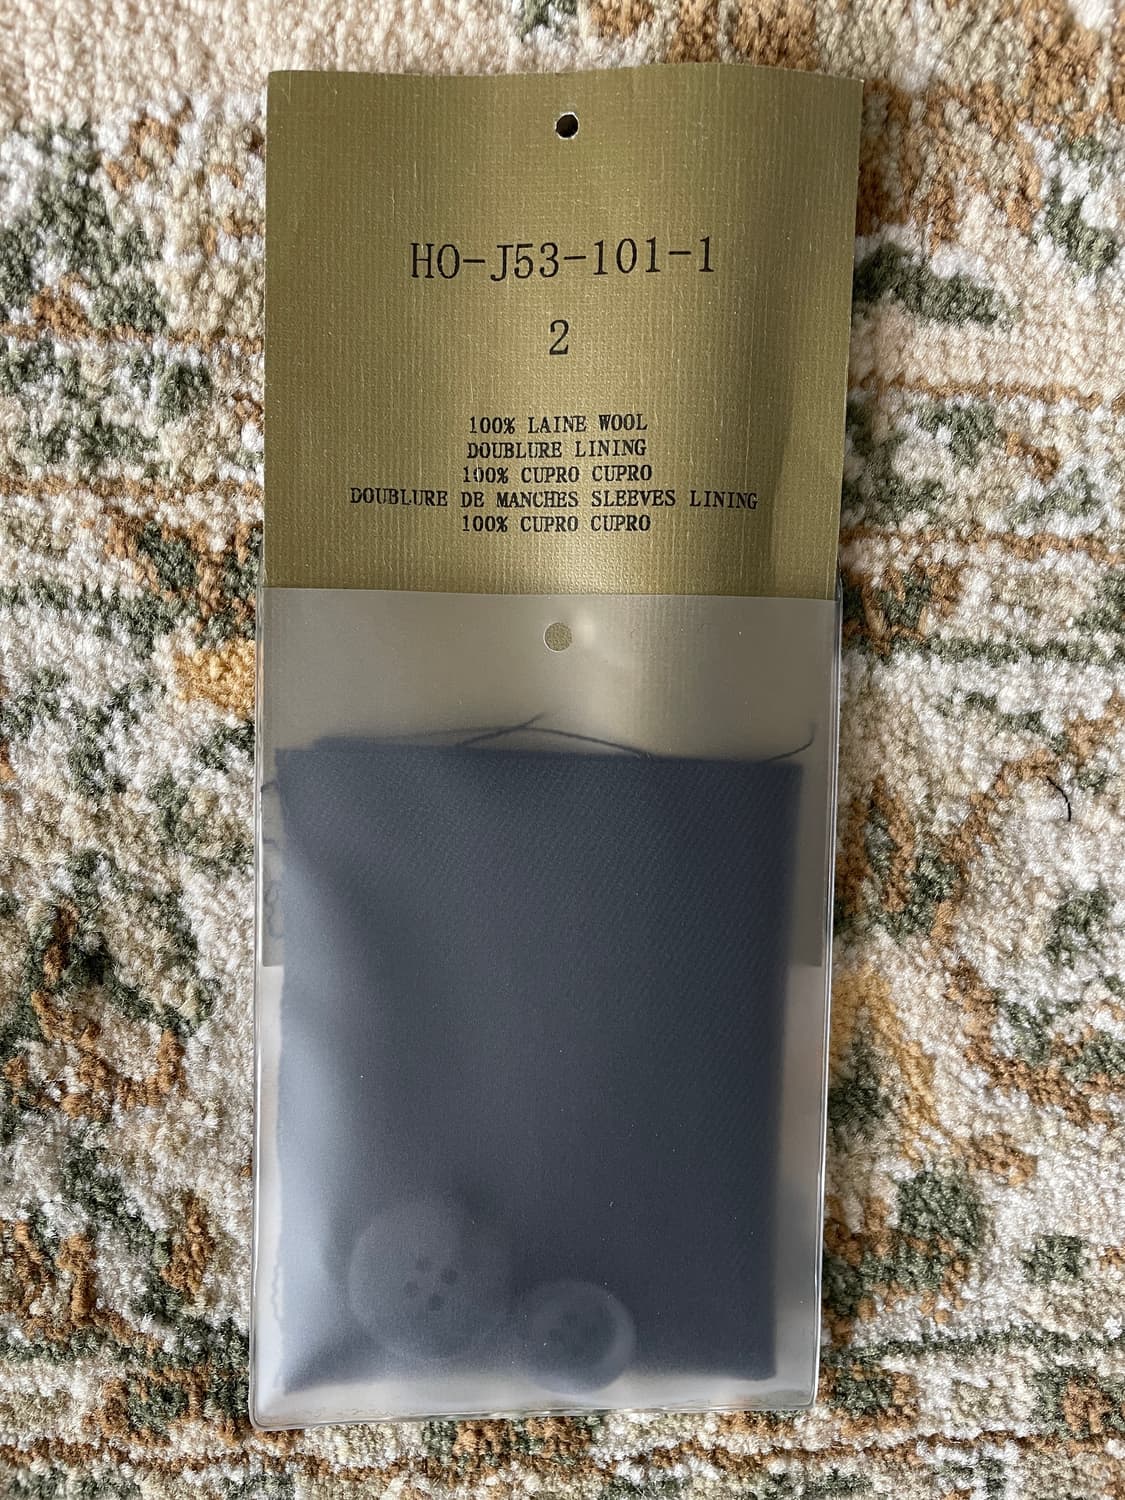 HO-J53-101-1
2
100% LAINE WOOL
DOUBLURE LINING
100% CUPRO CUPRO
DOUBLURE DE MANCHES SLEEVES LINING
100% CUPRO CUPRO